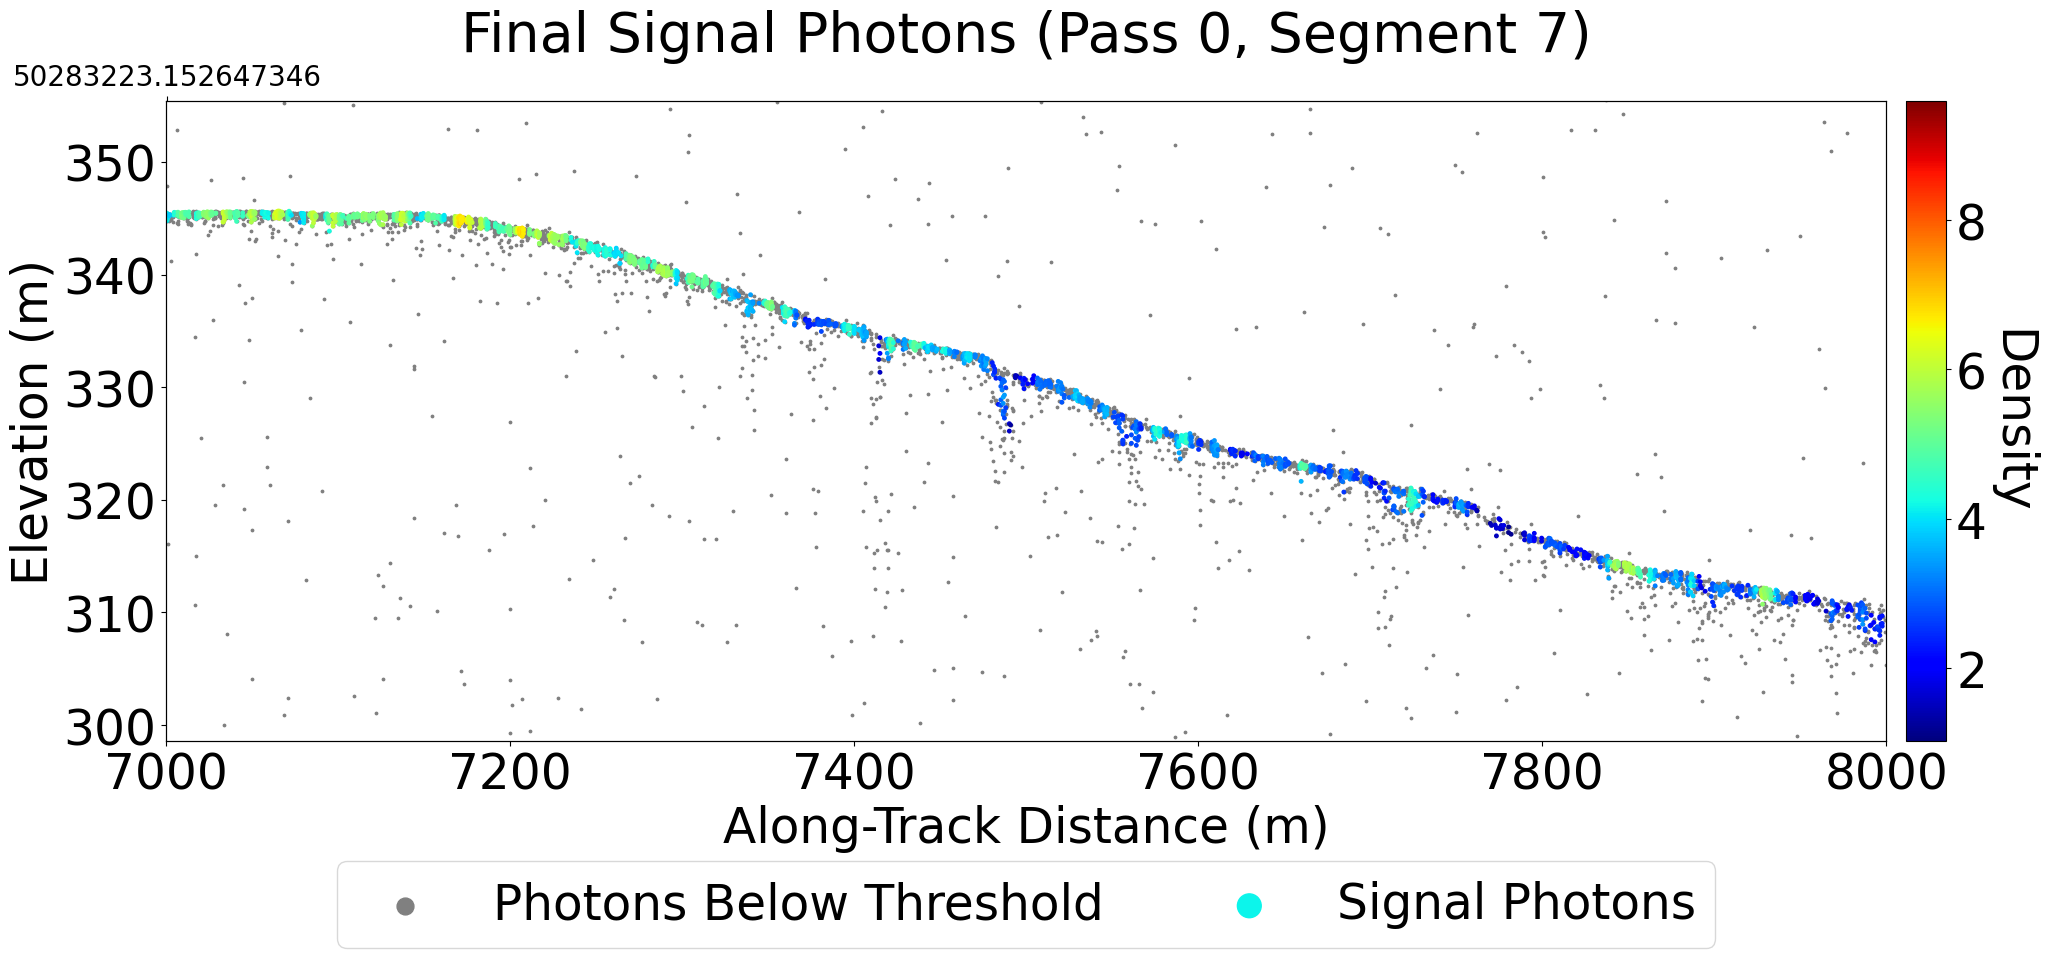 Final Signal Photons (Pass 0, Segment 7)
50283223.152647346
350
340
330
320
310
300
Elevation (m)
7000 7200 7400 7600 7800 8000
Along-Track Distance (m)
8
6
4
2
Density
Photons Below Threshold Signal Photons